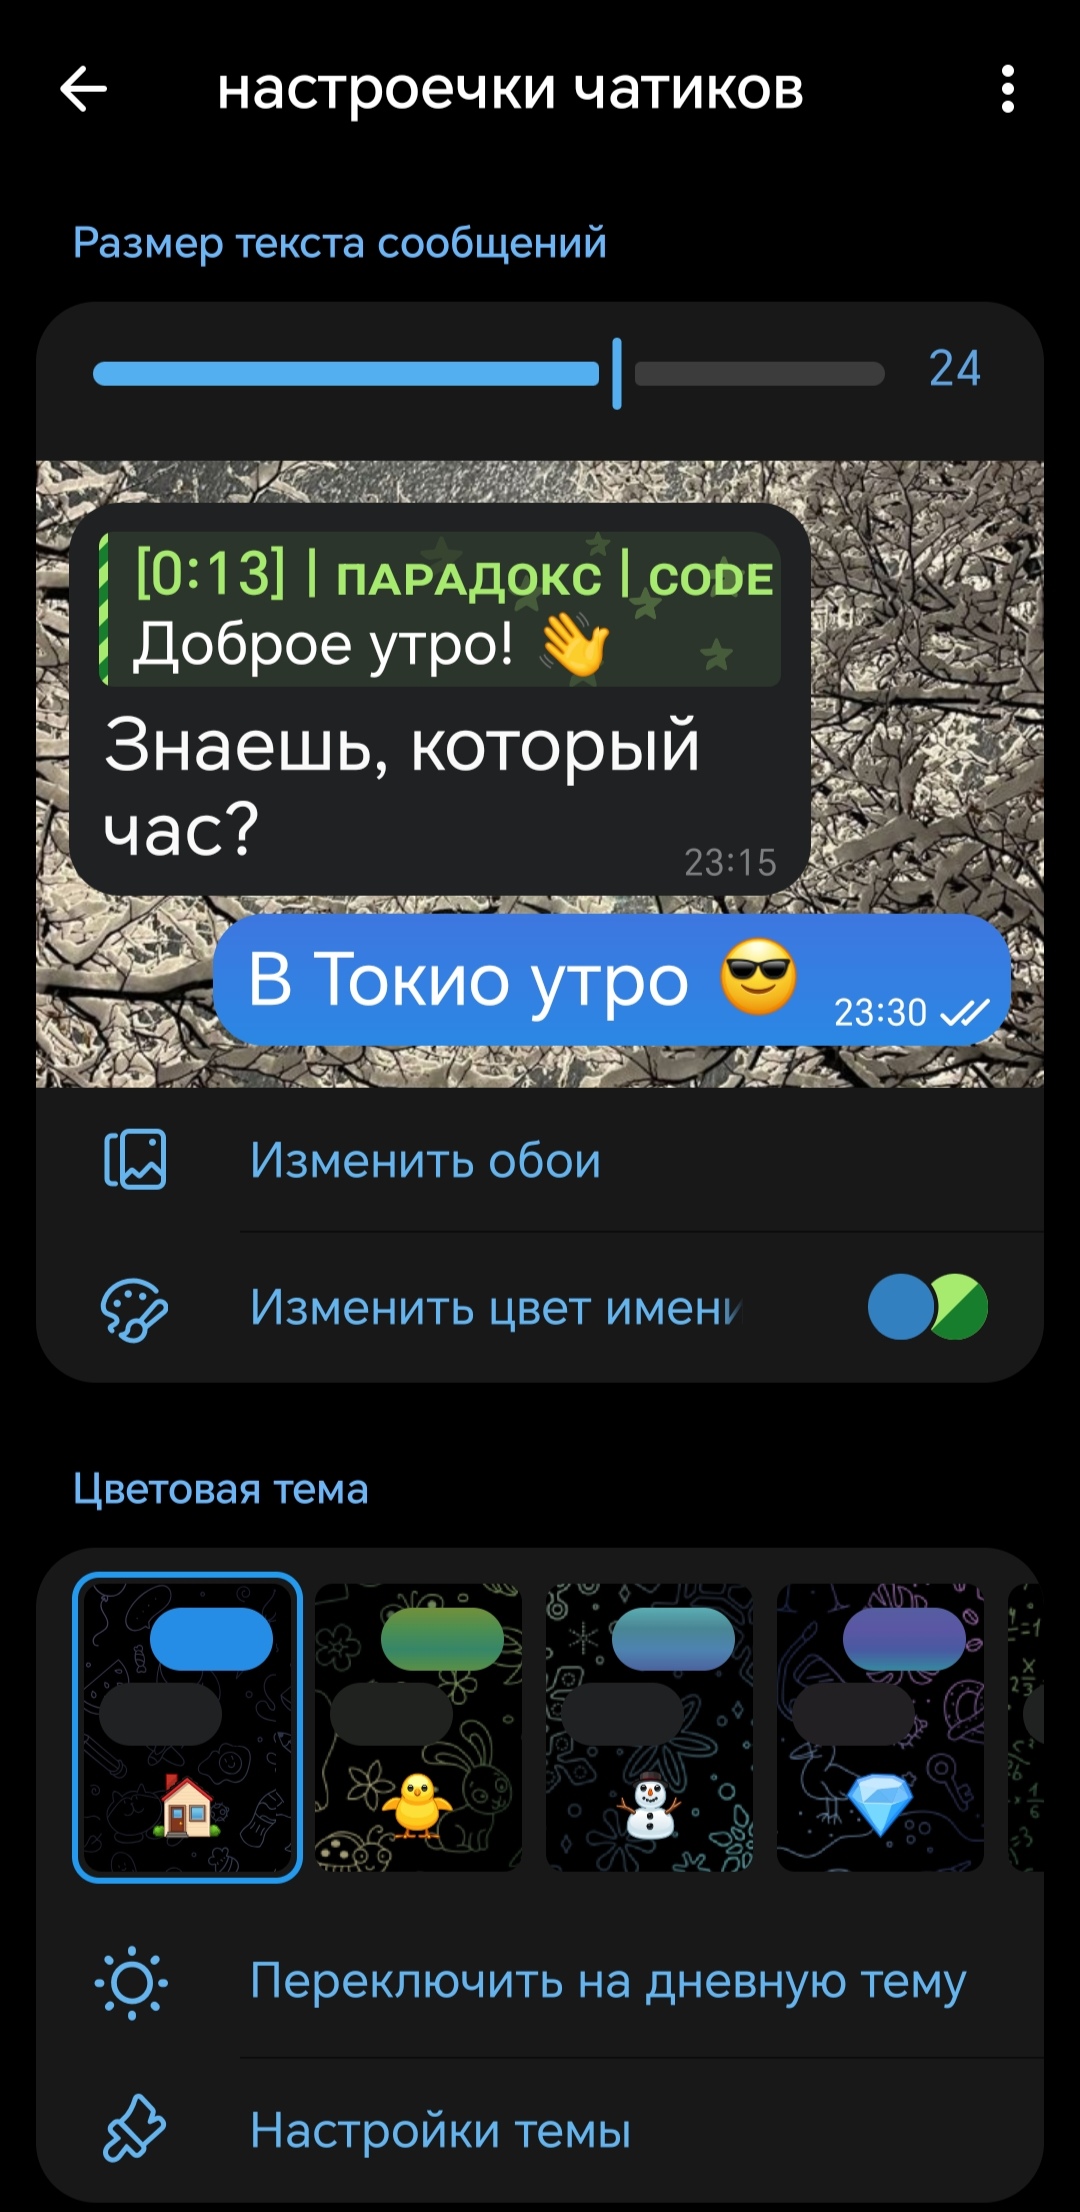 настроечки чатиков
Размер текста сообщений
24
[0:13] | ПАРАДОКС | CODE
Доброе утро! 👋
Знаешь, который
час?
23:15
В Токио утро 😎
23:30
Изменить обои
Изменить цвет имени
Цветовая тема
Переключить на дневную тему
Настройки темы